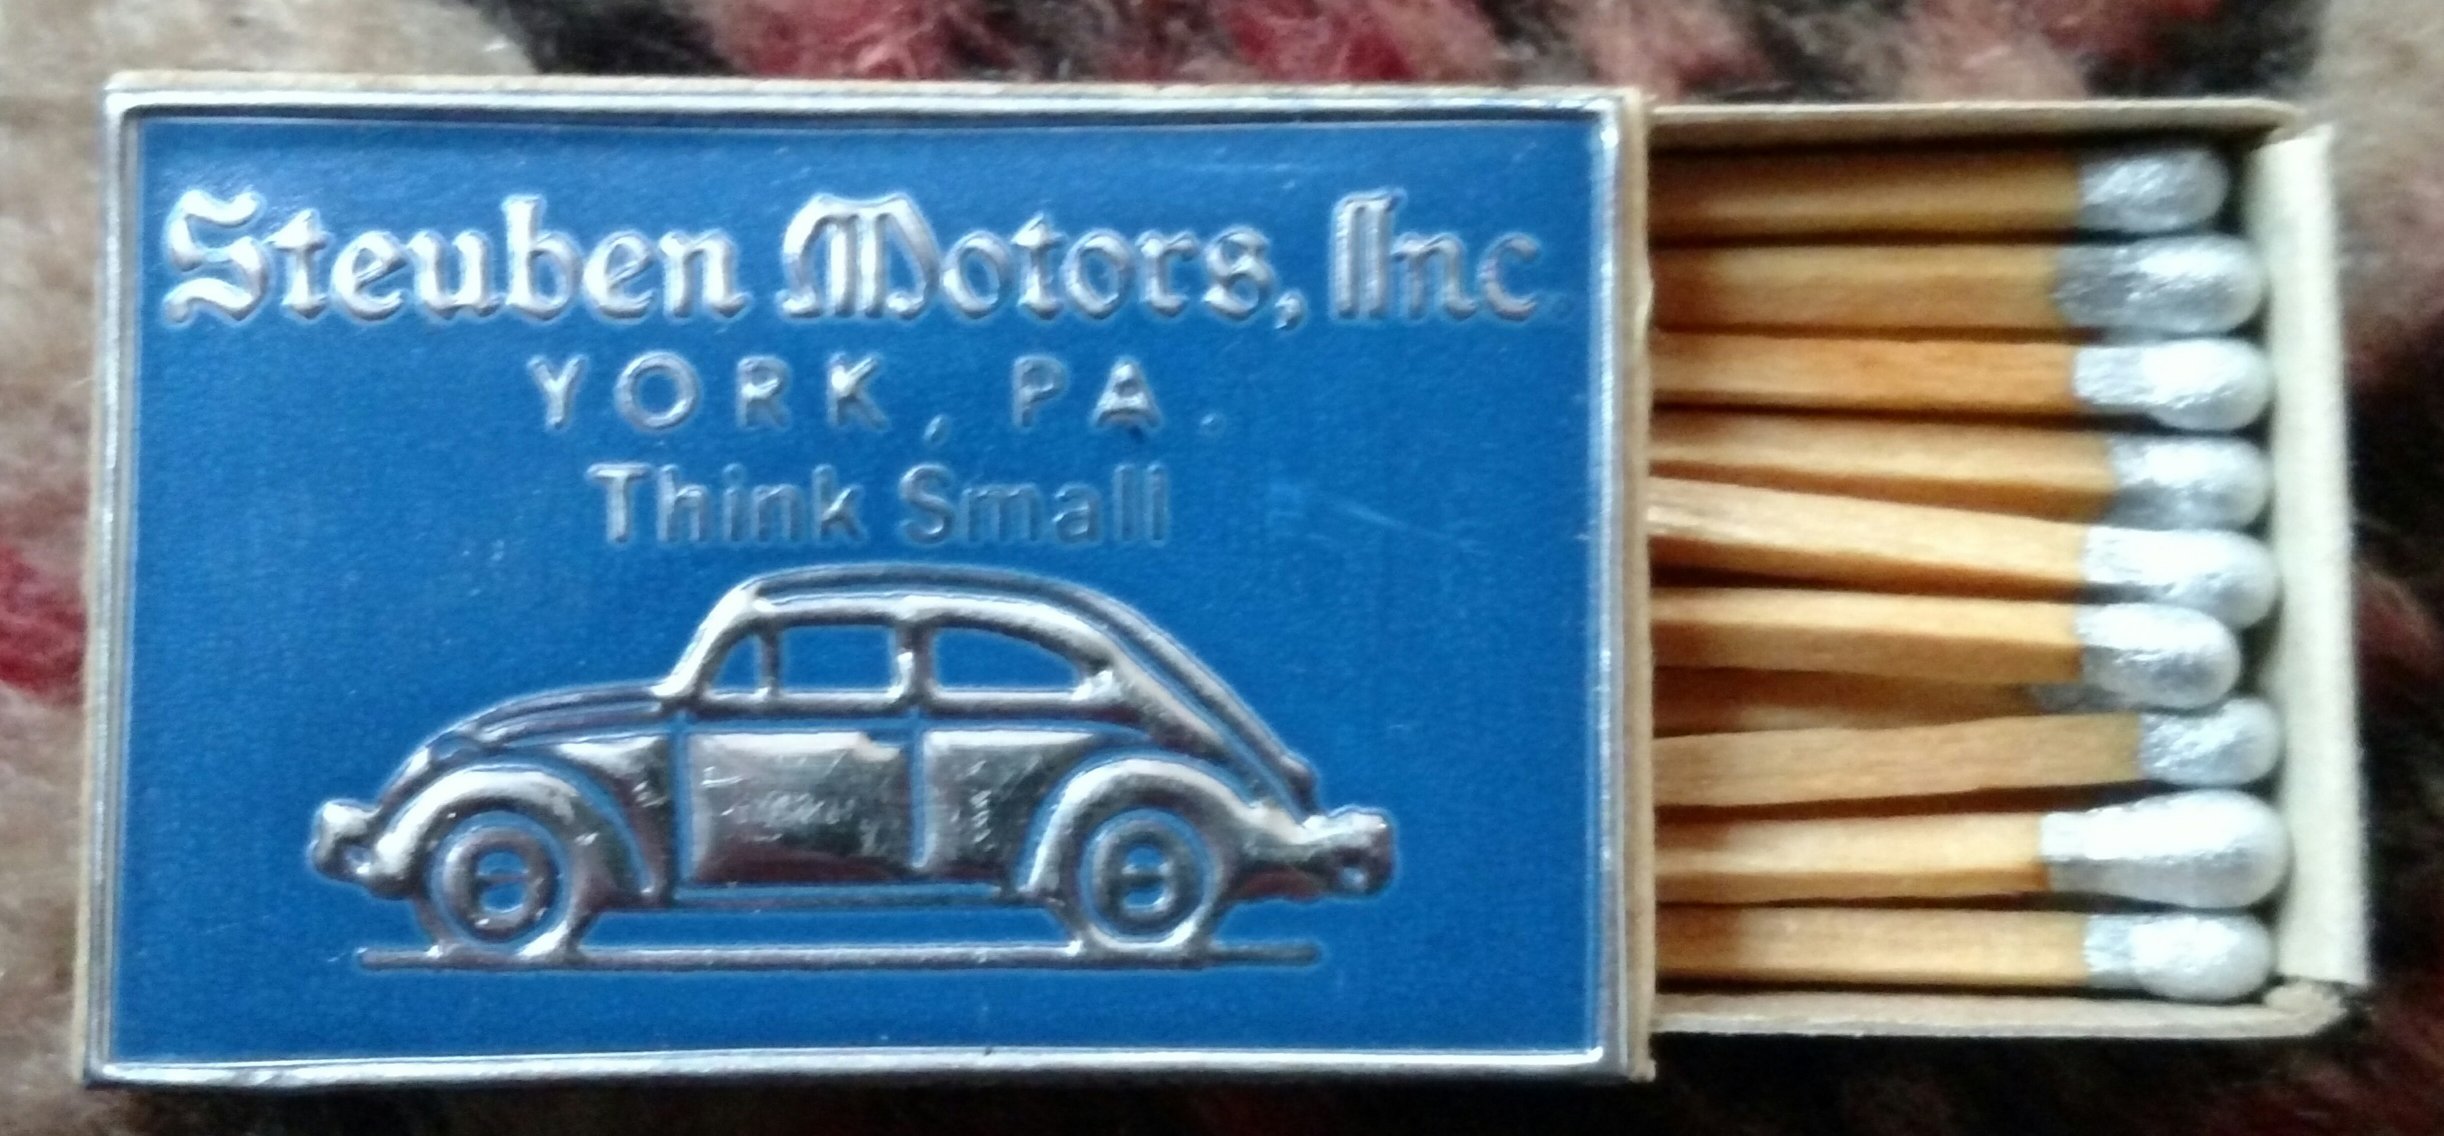 Steuben Motors, Inc.
YORK, PA.
Think Small